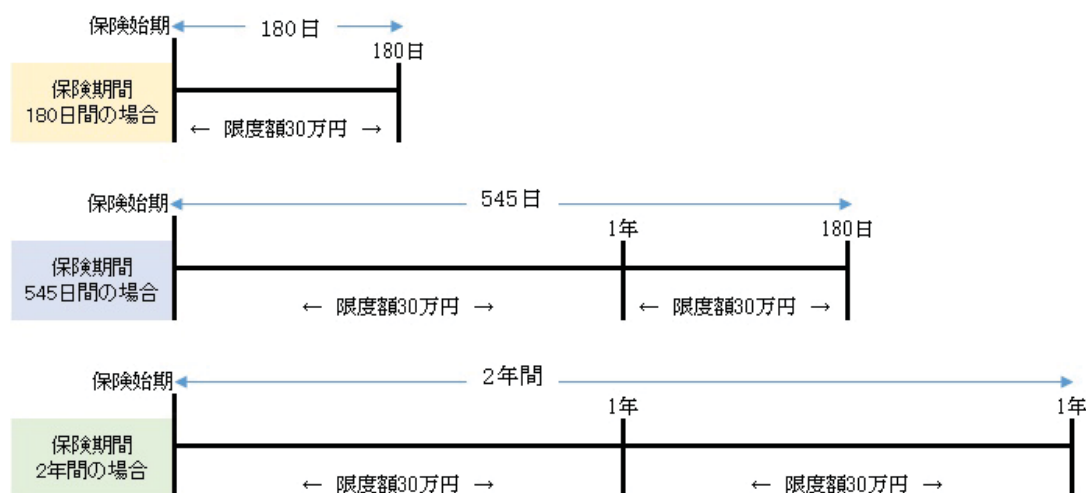 保険始期 180日
180日
保険期間
180日間の場合
← 限度額30万円 →
保険始期 545日
1年 180日
保険期間
545日間の場合
← 限度額30万円 → ← 限度額30万円 →
保険始期 2年間
1年 1年
保険期間
2年間の場合
← 限度額30万円 → ← 限度額30万円 →